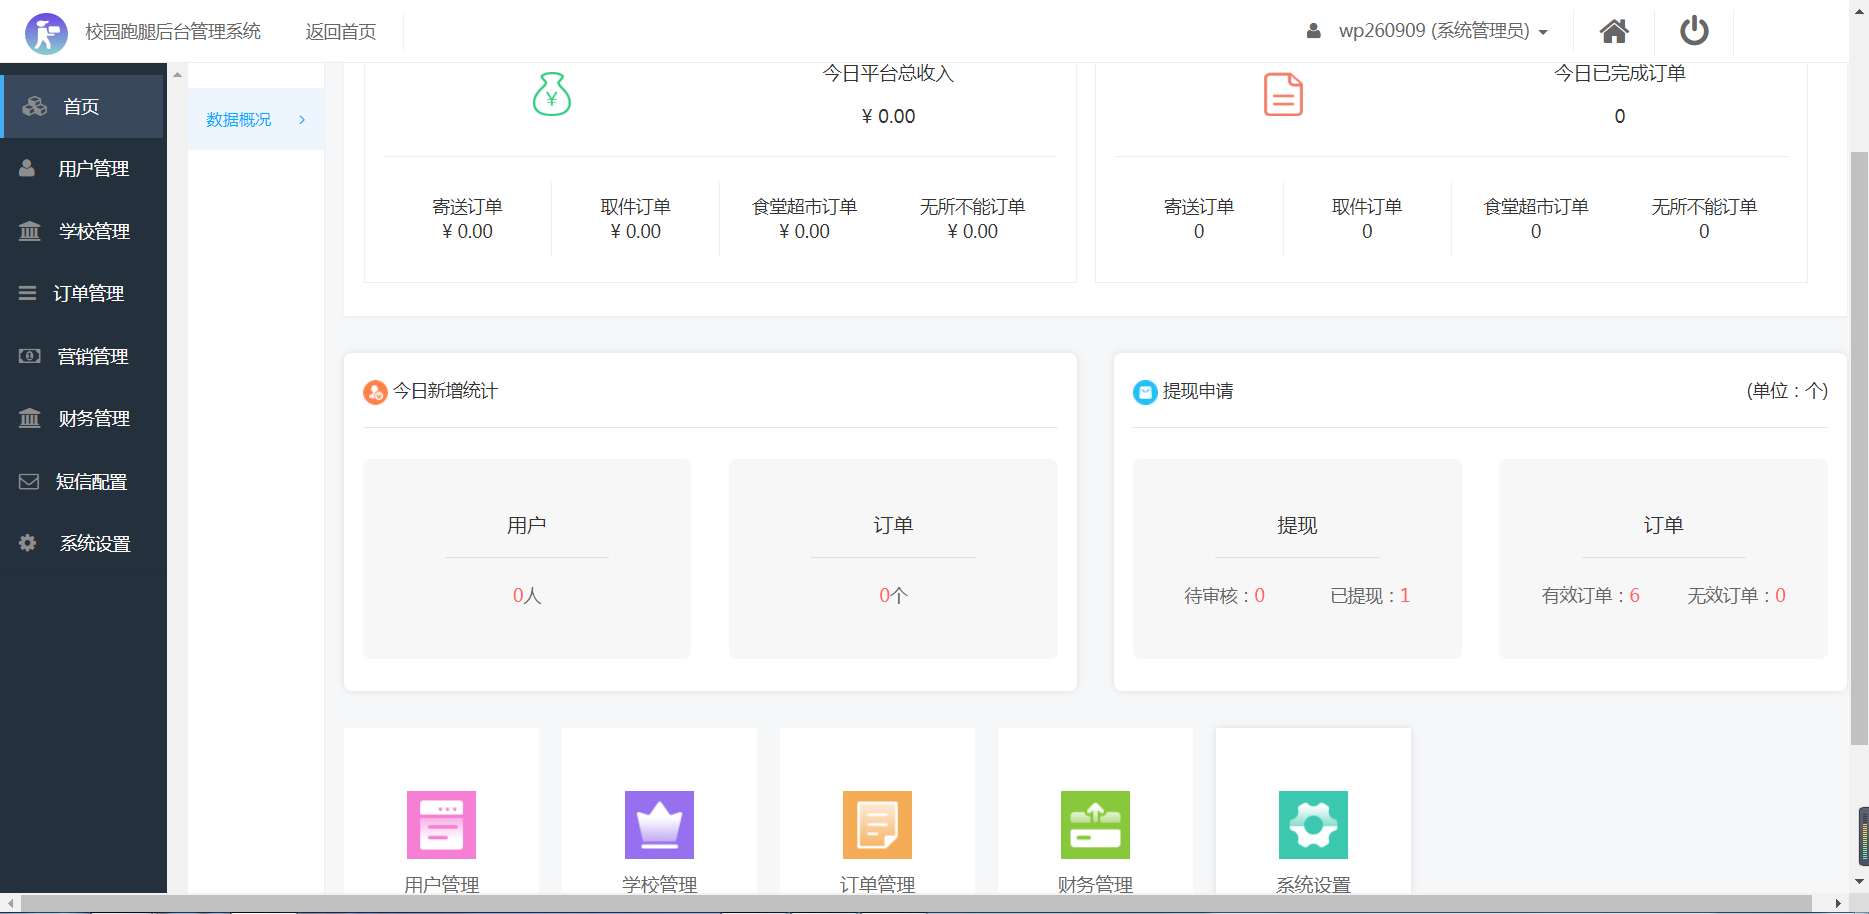 校园跑腿后台管理系统 返回首页 wp260909 (系统管理员)
首页
用户管理
学校管理
订单管理
营销管理
财务管理
短信配置
系统设置
数据概况
今日平台总收入
¥ 0.00
寄送订单 取件订单 食堂超市订单 无所不能订单
¥ 0.00 ¥ 0.00 ¥ 0.00 ¥ 0.00
今日已完成订单
0
寄送订单 取件订单 食堂超市订单 无所不能订单
0 0 0 0
今日新增统计
用户
0人
订单
0个
提现申请 (单位：个)
提现
待审核：0 已提现：1
订单
有效订单：6 无效订单：0
用户管理 学校管理 订单管理 财务管理 系统设置